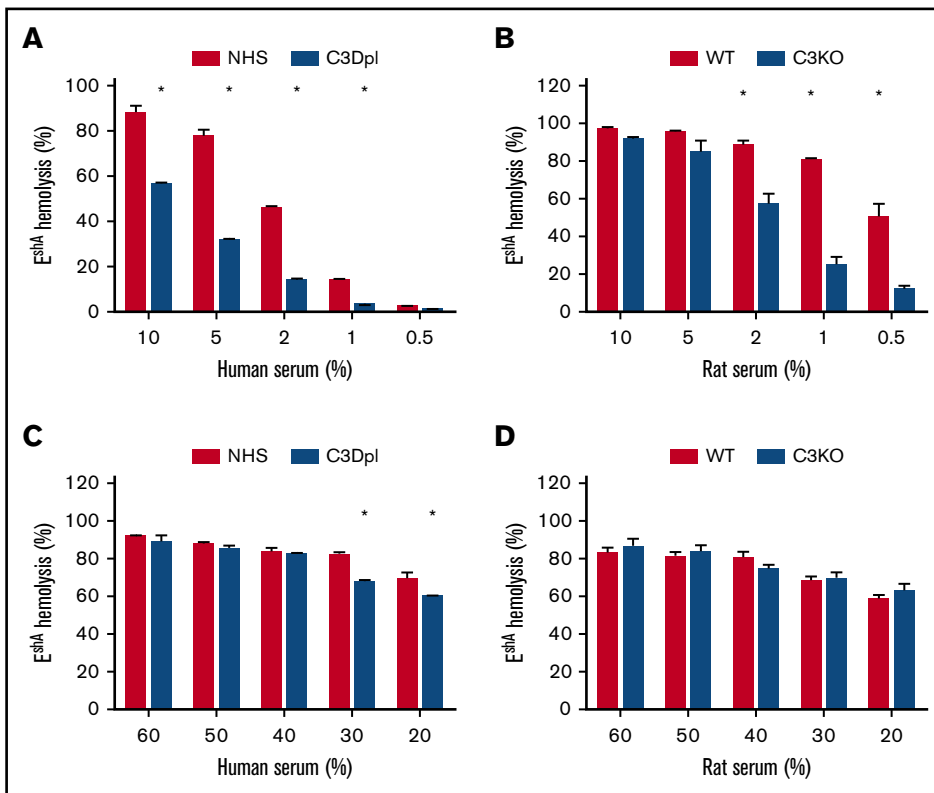 A
NHS C3Dpl
* * * *
100
80
60
40
20
0
EshA hemolysis (%)
10 5 2 1 0.5
Human serum (%)
B
WT C3KO
* * *
120
100
80
60
40
20
0
EshA hemolysis (%)
10 5 2 1 0.5
Rat serum (%)
C
NHS C3Dpl
* *
120
100
80
60
40
20
0
EshA hemolysis (%)
60 50 40 30 20
Human serum (%)
D
WT C3KO
120
100
80
60
40
20
0
EshA hemolysis (%)
60 50 40 30 20
Rat serum (%)